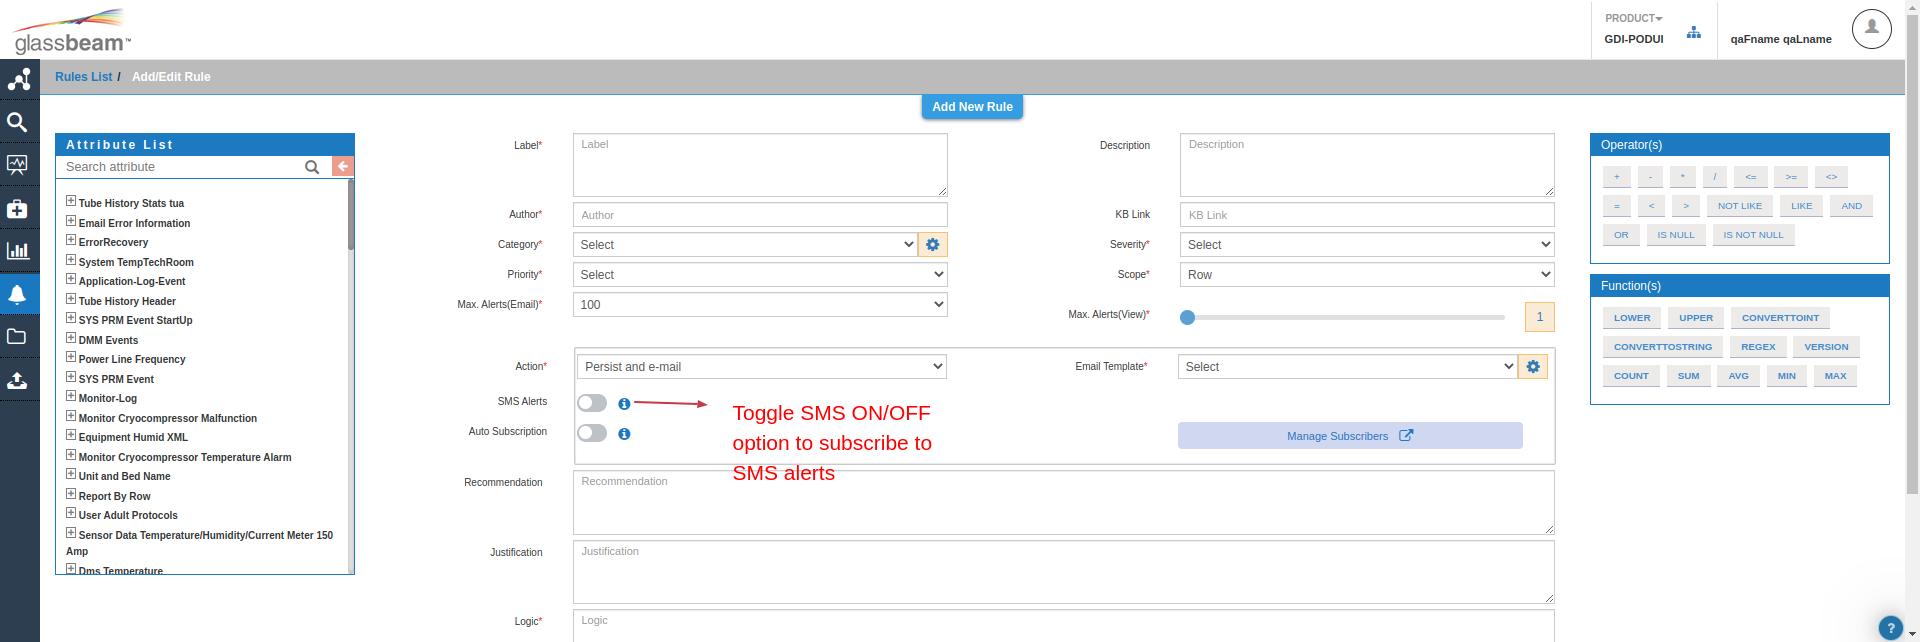 glassbeam™
PRODUCT
GDI-PODUI
qaFname qaLname
Rules List / Add/Edit Rule
Add New Rule
Attribute List
Search attribute
Tube History Stats tua
Email Error Information
ErrorRecovery
System TempTechRoom
Application-Log-Event
Tube History Header
SYS PRM Event StartUp
DMM Events
Power Line Frequency
SYS PRM Event
Monitor-Log
Monitor Cryocompressor Malfunction
Equipment Humid XML
Monitor Cryocompressor Temperature Alarm
Unit and Bed Name
Report By Row
User Adult Protocols
Sensor Data Temperature/Humidity/Current Meter 150
Amp
Dms Temperature
Label* Label
Description Description
Author* Author
KB Link KB Link
Category* Select
Severity* Select
Priority* Select
Scope* Row
Max. Alerts(Email)* 100
Max. Alerts(View)* 1
Action* Persist and e-mail
Email Template* Select
SMS Alerts
Auto Subscription
Toggle SMS ON/OFF
option to subscribe to
SMS alerts
Manage Subscribers
Recommendation Recommendation
Justification Justification
Logic* Logic
Operator(s)
+ - * / <= >= <>
= < > NOT LIKE LIKE AND
OR IS NULL IS NOT NULL
Function(s)
LOWER UPPER CONVERTTOINT
CONVERTTOSTRING REGEX VERSION
COUNT SUM AVG MIN MAX
?